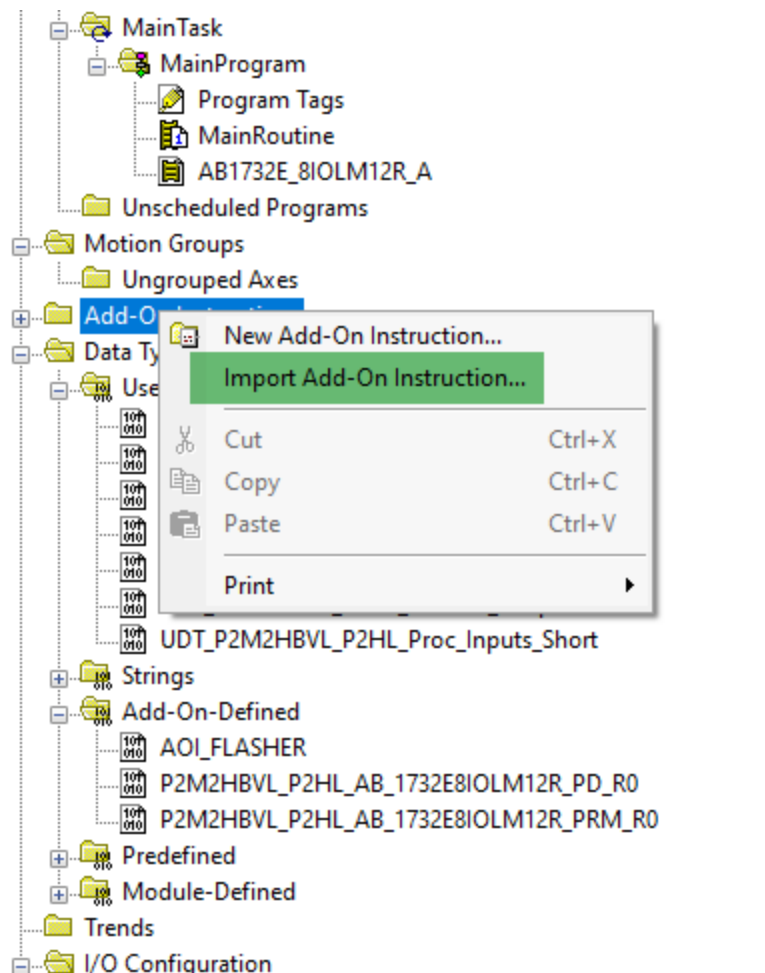 MainTask
MainProgram
Program Tags
MainRoutine
AB1732E_8IOLM12R_A
Unscheduled Programs
Motion Groups
Ungrouped Axes
New Add-On Instruction...
Import Add-On Instruction...
Cut Ctrl+X
Copy Ctrl+C
Paste Ctrl+V
Print
UDT_P2M2HBVL_P2HL_Proc_Inputs_Short
Strings
Add-On-Defined
AOI_FLASHER
P2M2HBVL_P2HL_AB_1732E8IOLM12R_PD_R0
P2M2HBVL_P2HL_AB_1732E8IOLM12R_PRM_R0
Predefined
Module-Defined
Trends
I/O Configuration